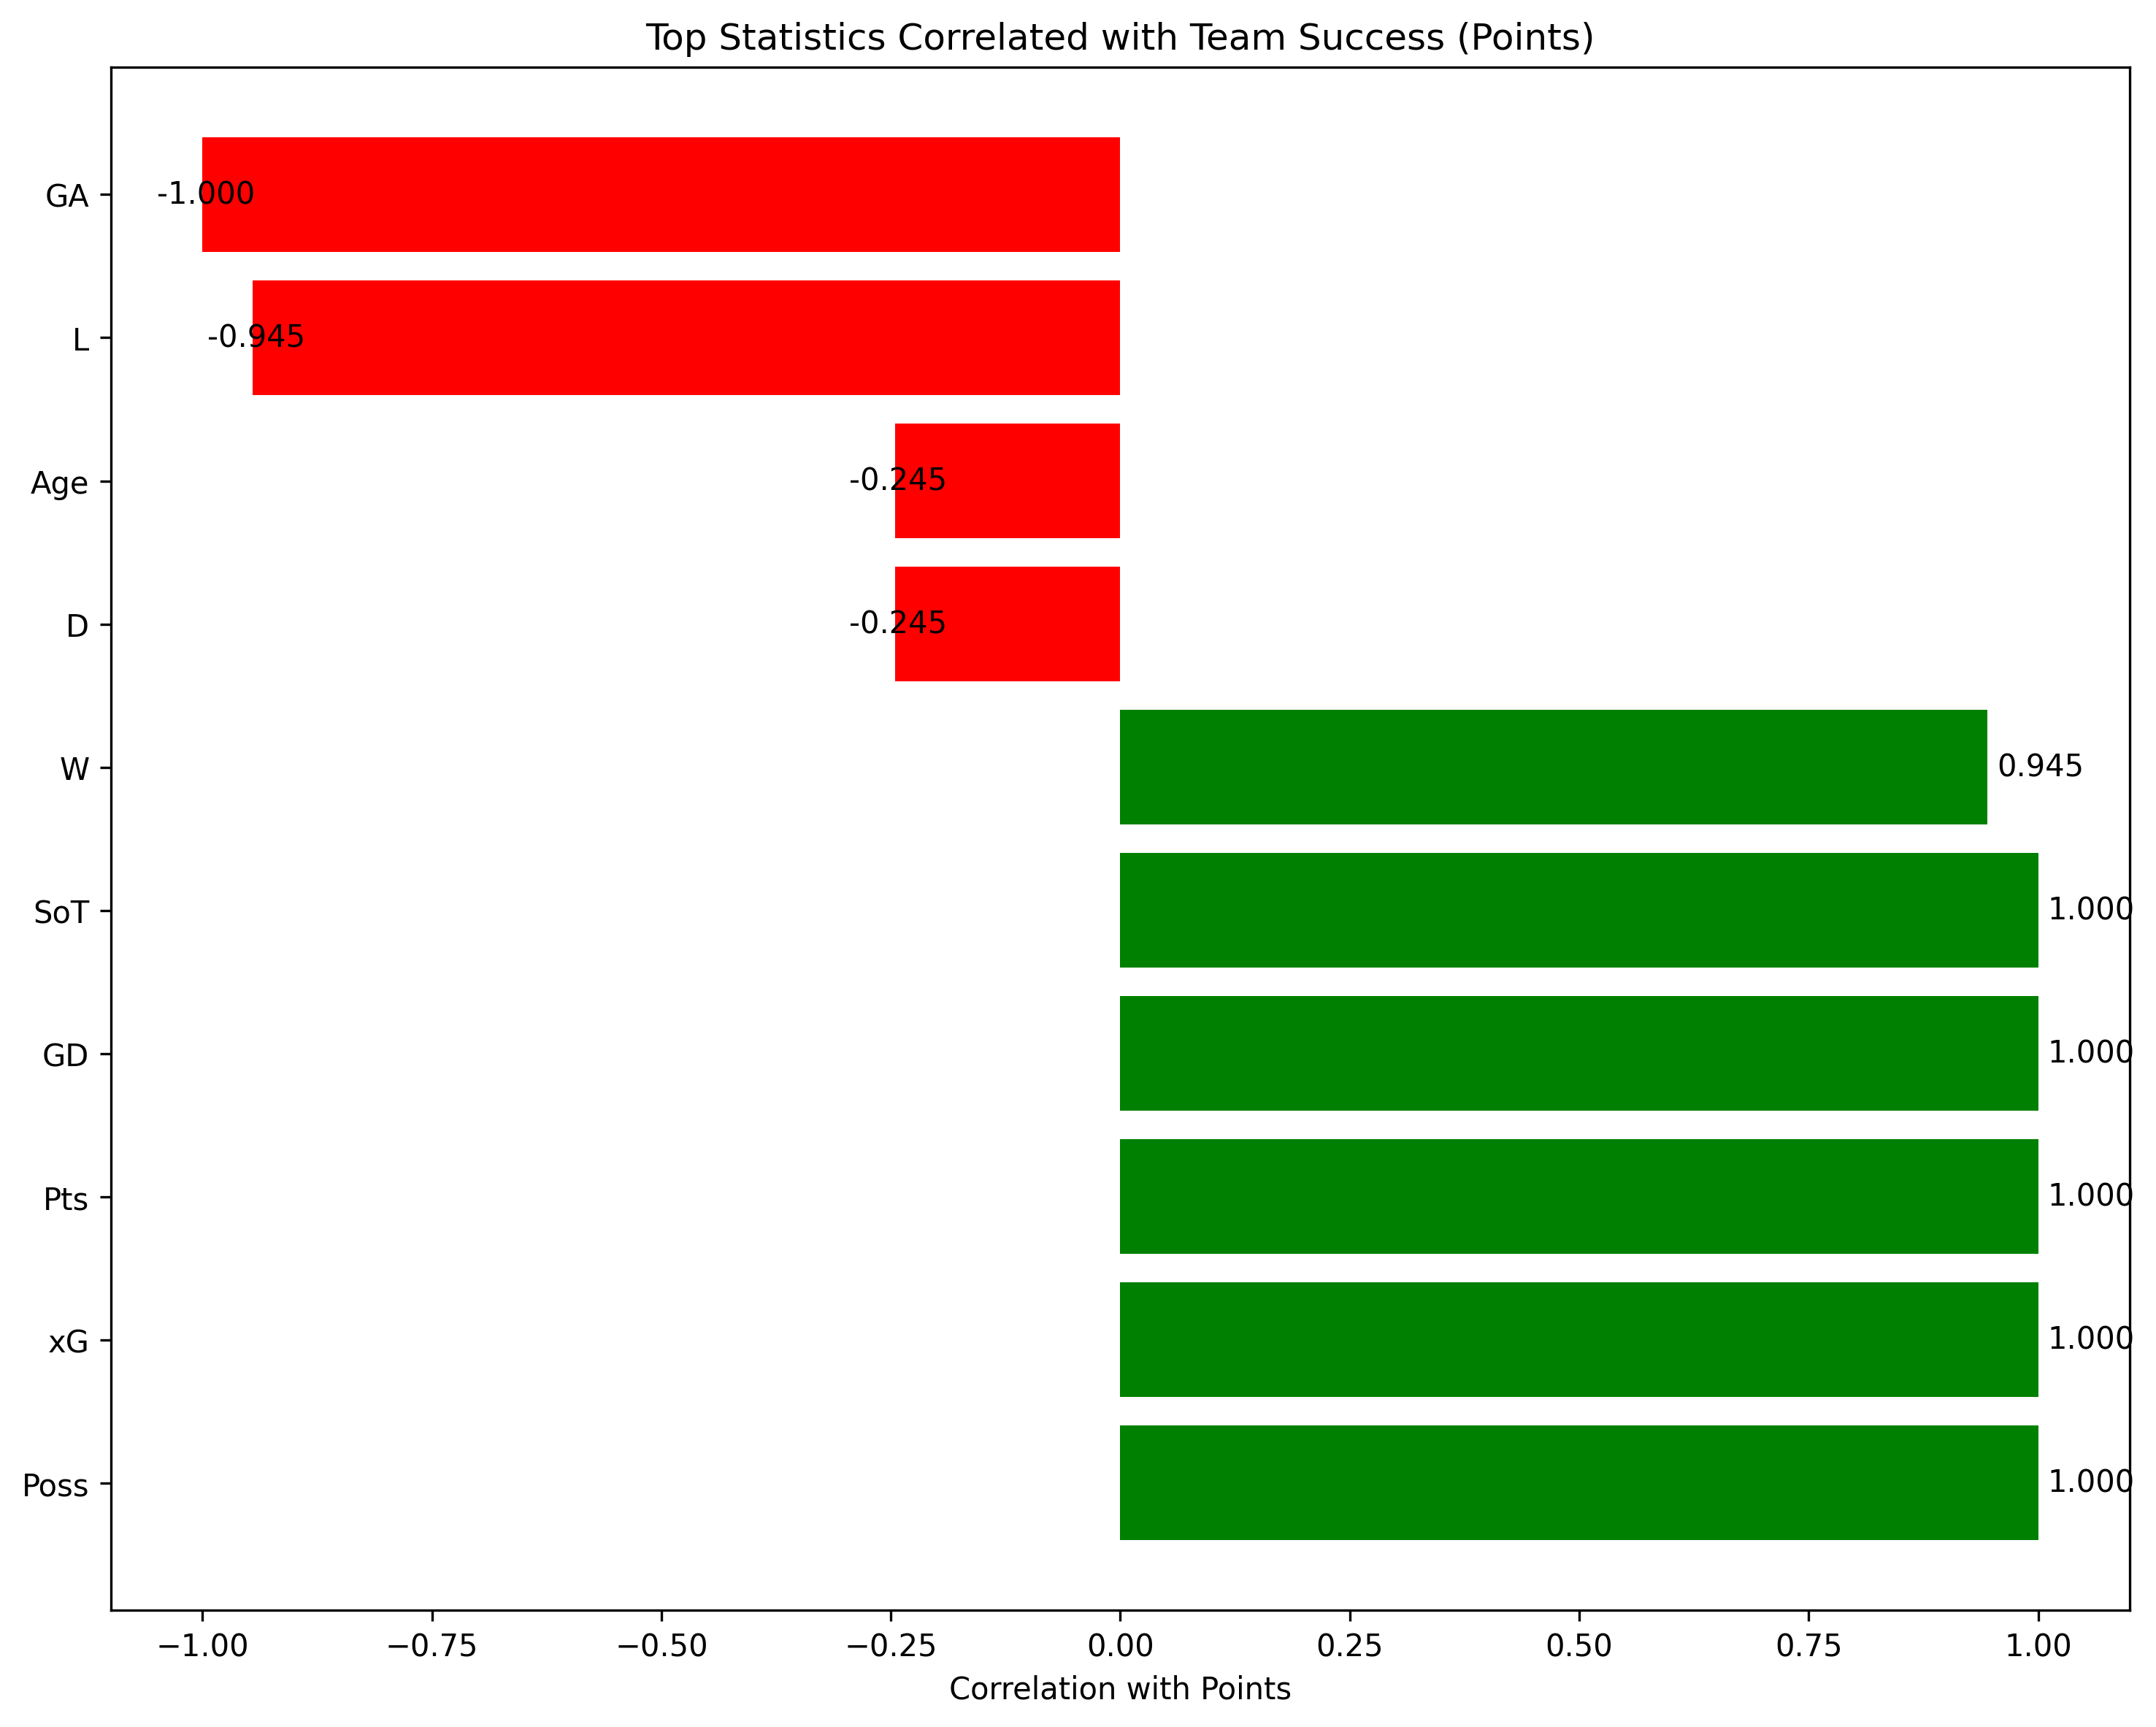 Top Statistics Correlated with Team Success (Points)
GA -1.000
L -0.945
Age -0.245
D -0.245
W 0.945
SoT 1.000
GD 1.000
Pts 1.000
xG 1.000
Poss 1.000
−1.00 −0.75 −0.50 −0.25 0.00 0.25 0.50 0.75 1.00
Correlation with Points